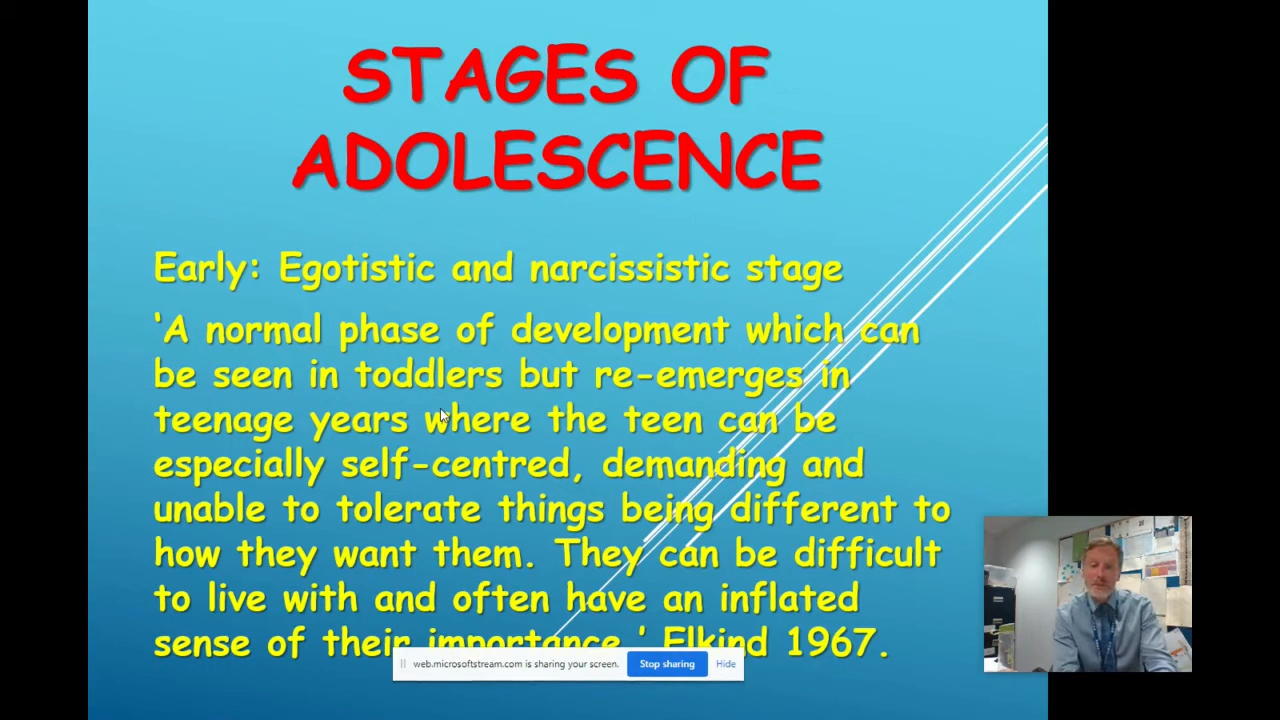 STAGES OF
ADOLESCENCE
Early: Egotistic and narcissistic stage
‘A normal phase of development which can
be seen in toddlers but re-emerges in
teenage years where the teen can be
especially self-centred, demanding and
unable to tolerate things being different to
how they want them. They can be difficult
to live with and often have an inflated
sense of their importance.’ Elkind 1967.
web.microsoftstream.com is sharing your screen. Stop sharing Hide